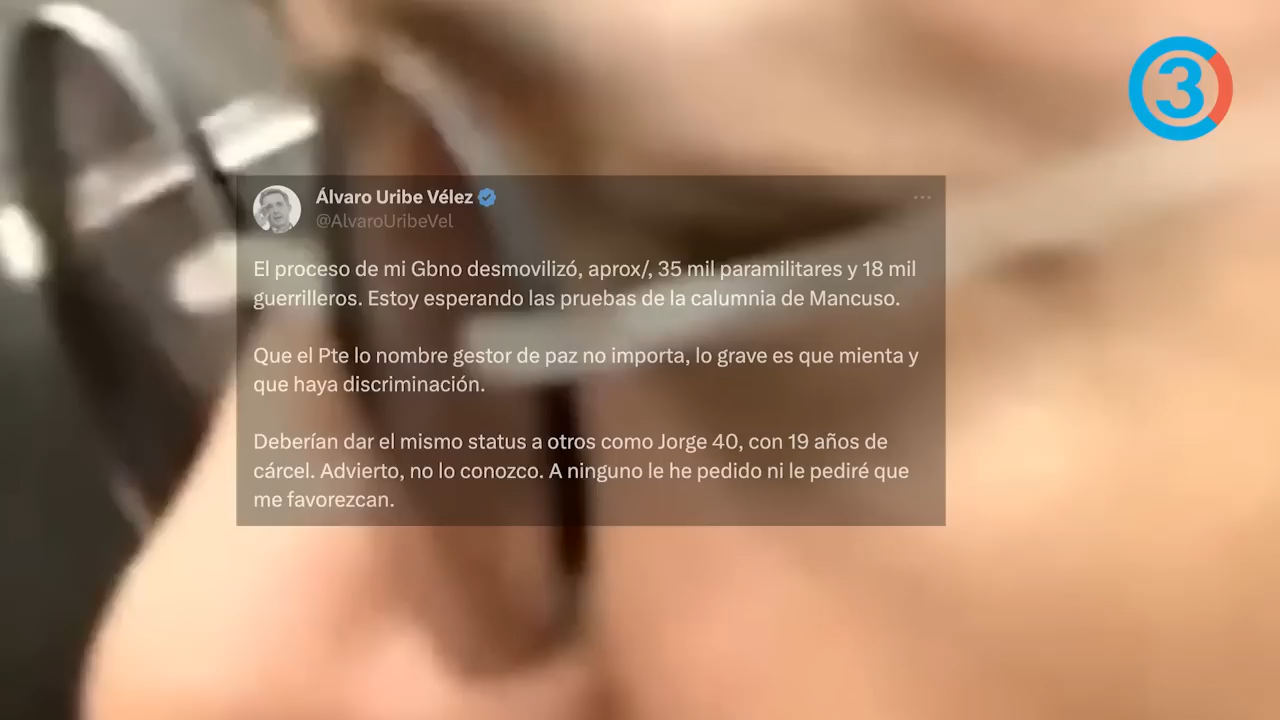 3
Álvaro Uribe Vélez
@AlvaroUribeVel
El proceso de mi Gbno desmovilizó, aprox/, 35 mil paramilitares y 18 mil
guerrilleros. Estoy esperando las pruebas de la calumnia de Mancuso.
Que el Pte lo nombre gestor de paz no importa, lo grave es que mienta y
que haya discriminación.
Deberían dar el mismo status a otros como Jorge 40, con 19 años de
cárcel. Advierto, no lo conozco. A ninguno le he pedido ni le pediré que
me favorezcan.